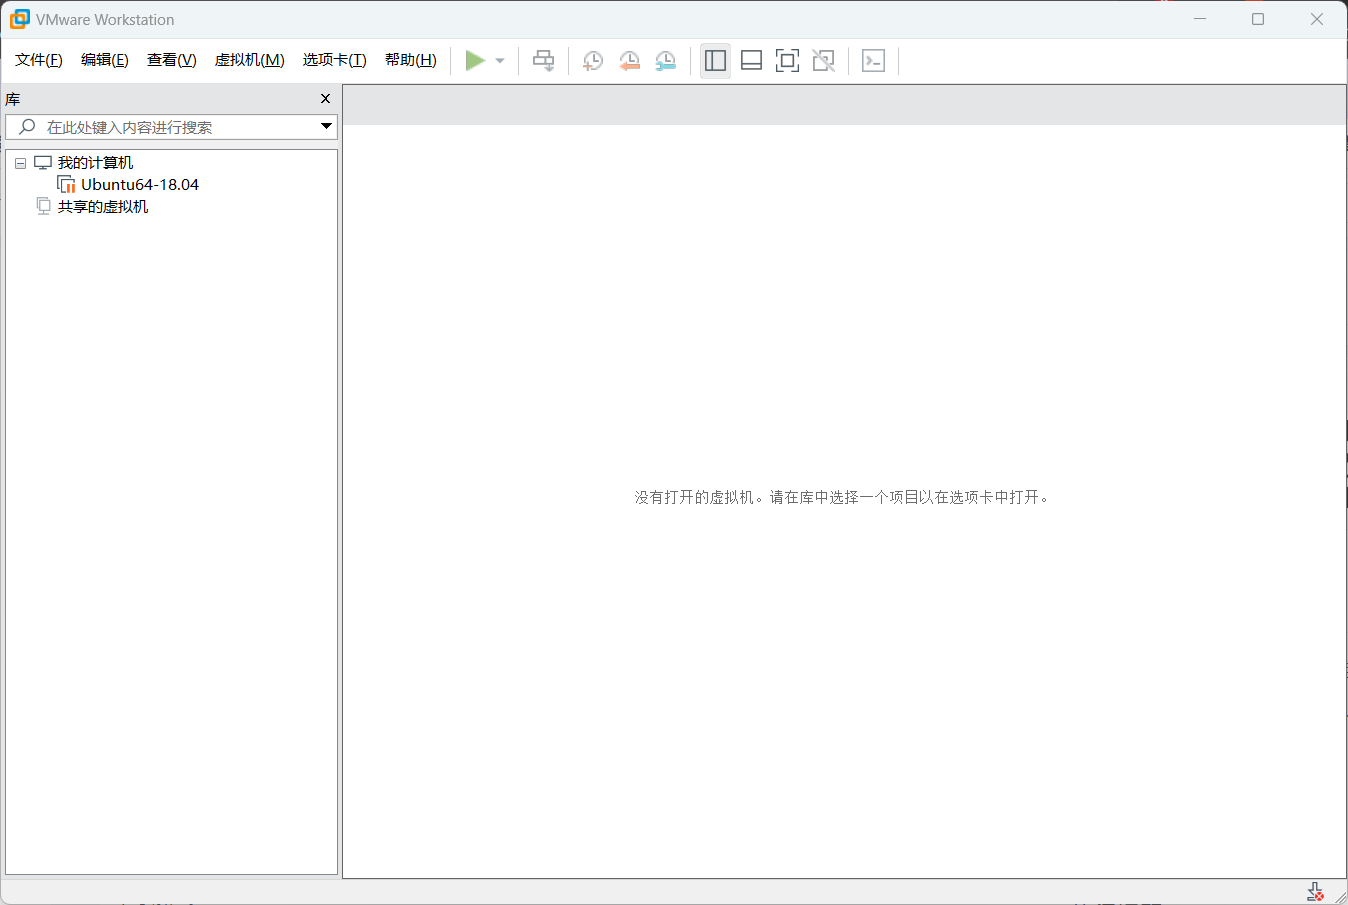 VMware Workstation
文件(F) 编辑(E) 查看(V) 虚拟机(M) 选项卡(T) 帮助(H)
库
在此处键入内容进行搜索
我的计算机
Ubuntu64-18.04
共享的虚拟机
没有打开的虚拟机。请在库中选择一个项目以在选项卡中打开。